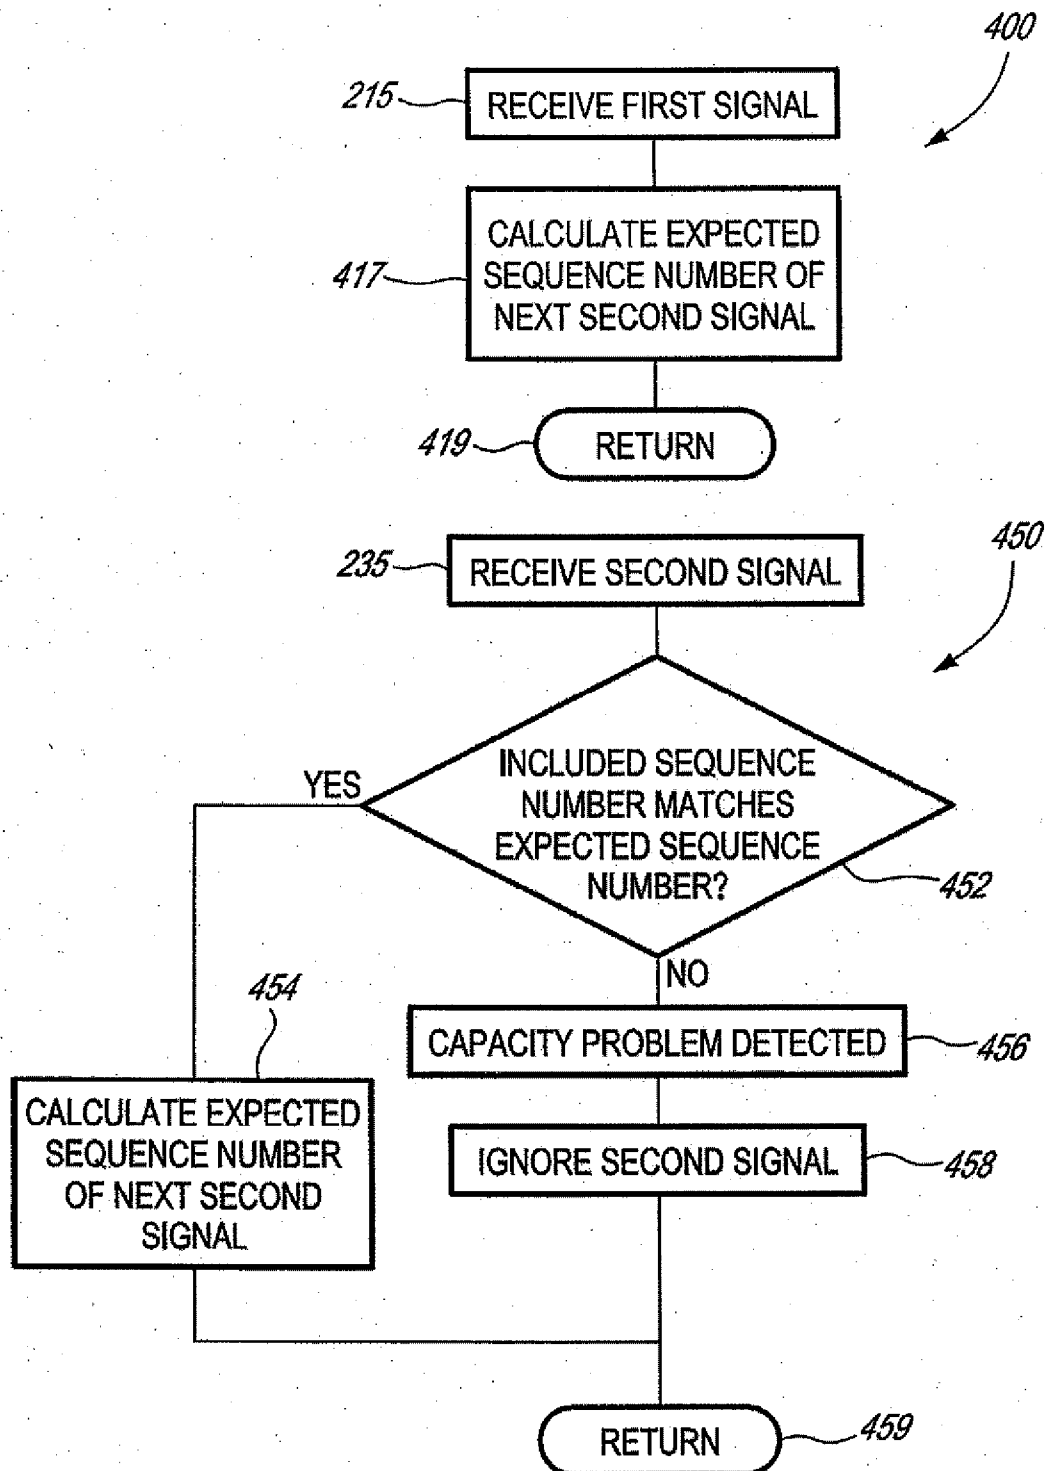 400
215
RECEIVE FIRST SIGNAL
417
CALCULATE EXPECTED
SEQUENCE NUMBER OF
NEXT SECOND SIGNAL
419
RETURN
450
235
RECEIVE SECOND SIGNAL
YES
INCLUDED SEQUENCE
NUMBER MATCHES
EXPECTED SEQUENCE
NUMBER?
452
NO
454
CAPACITY PROBLEM DETECTED
456
CALCULATE EXPECTED
SEQUENCE NUMBER
OF NEXT SECOND
SIGNAL
IGNORE SECOND SIGNAL
458
RETURN
459